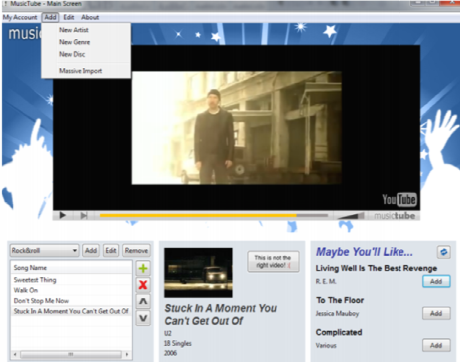 MusicTube - Main Screen
My Account Add Edit About
New Artist
New Genre
New Disc
Massive Import
music
YouTube
musictube
Rock&roll Add Edit Remove
Song Name
Sweetest Thing
Walk On
Don't Stop Me Now
Stuck In A Moment You Can't Get Out Of
This is not the
right video! :(
Stuck In A Moment You
Can't Get Out Of
U2
18 Singles
2006
Maybe You'll Like...
Living Well Is The Best Revenge
R. E. M. Add
To The Floor
Jessica Mauboy Add
Complicated
Various Add